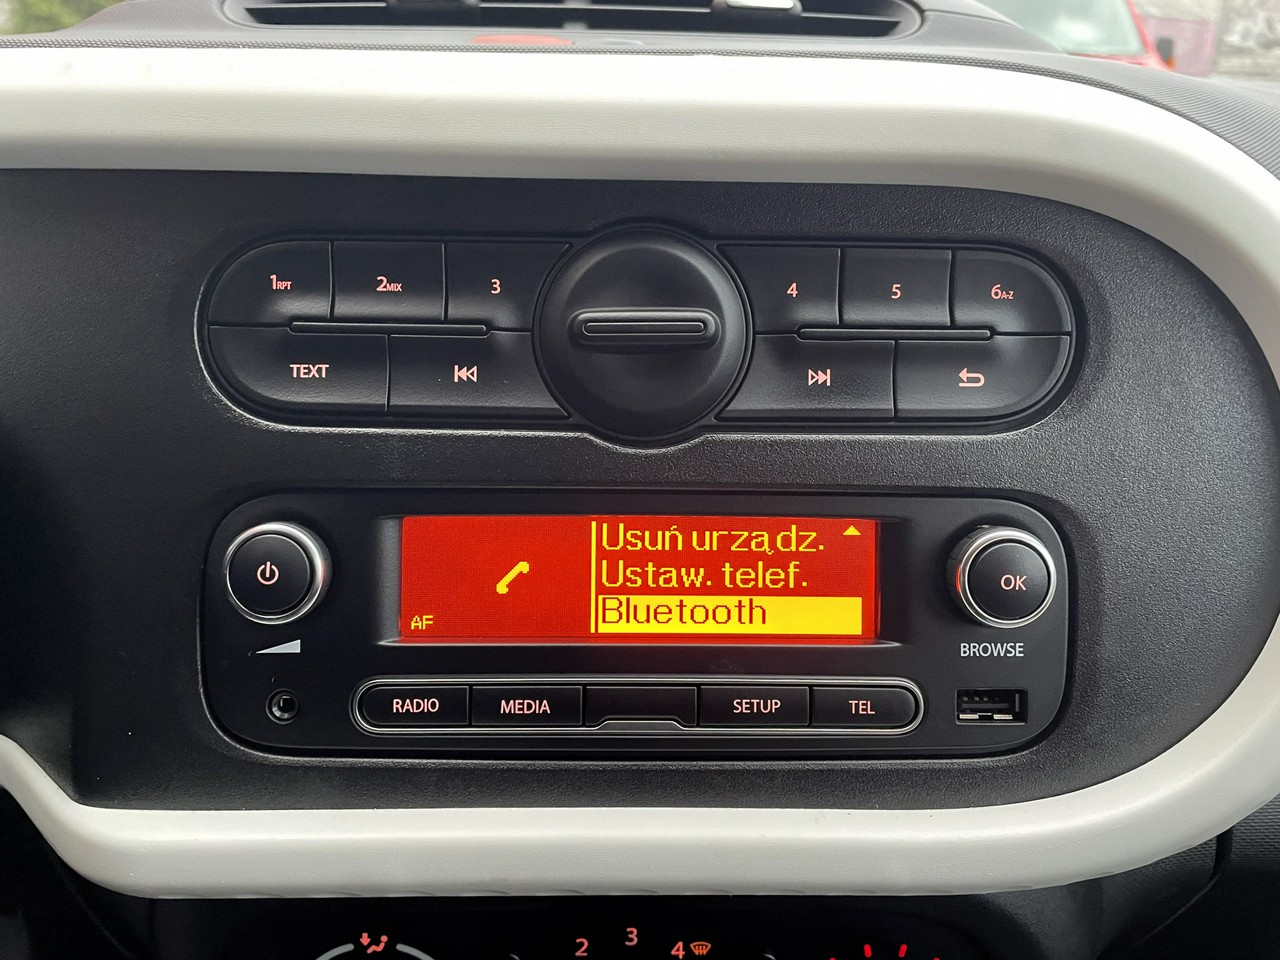 1RPT 2MIX 3 4 5 6A-Z
TEXT
Usuń urządz.
Ustaw. telef.
Bluetooth
AF
OK
BROWSE
RADIO MEDIA SETUP TEL
2 3 4